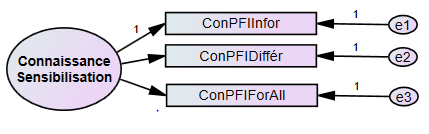 1
ConPFIInfor
1
e1
Connaissance
Sensibilisation
ConPFIDiffér
1
e2
ConPFIForAll
1
e3